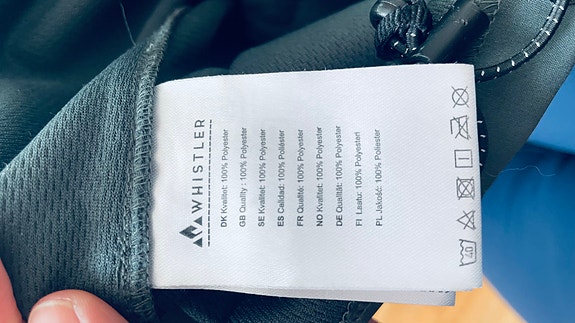 WHISTLER
DK Kvalitet: 100% Polyester
GB Quality : 100% Polyester
SE Kvalitet: 100% Polyester
ES Calidad: 100% Poliéster
FR Qualité: 100% Polyester
NO Kvalitet: 100% Polyester
DE Qualität: 100% Polyester
FI Laatu: 100% Polyesteri
PL Jakość: 100% Poliester
40